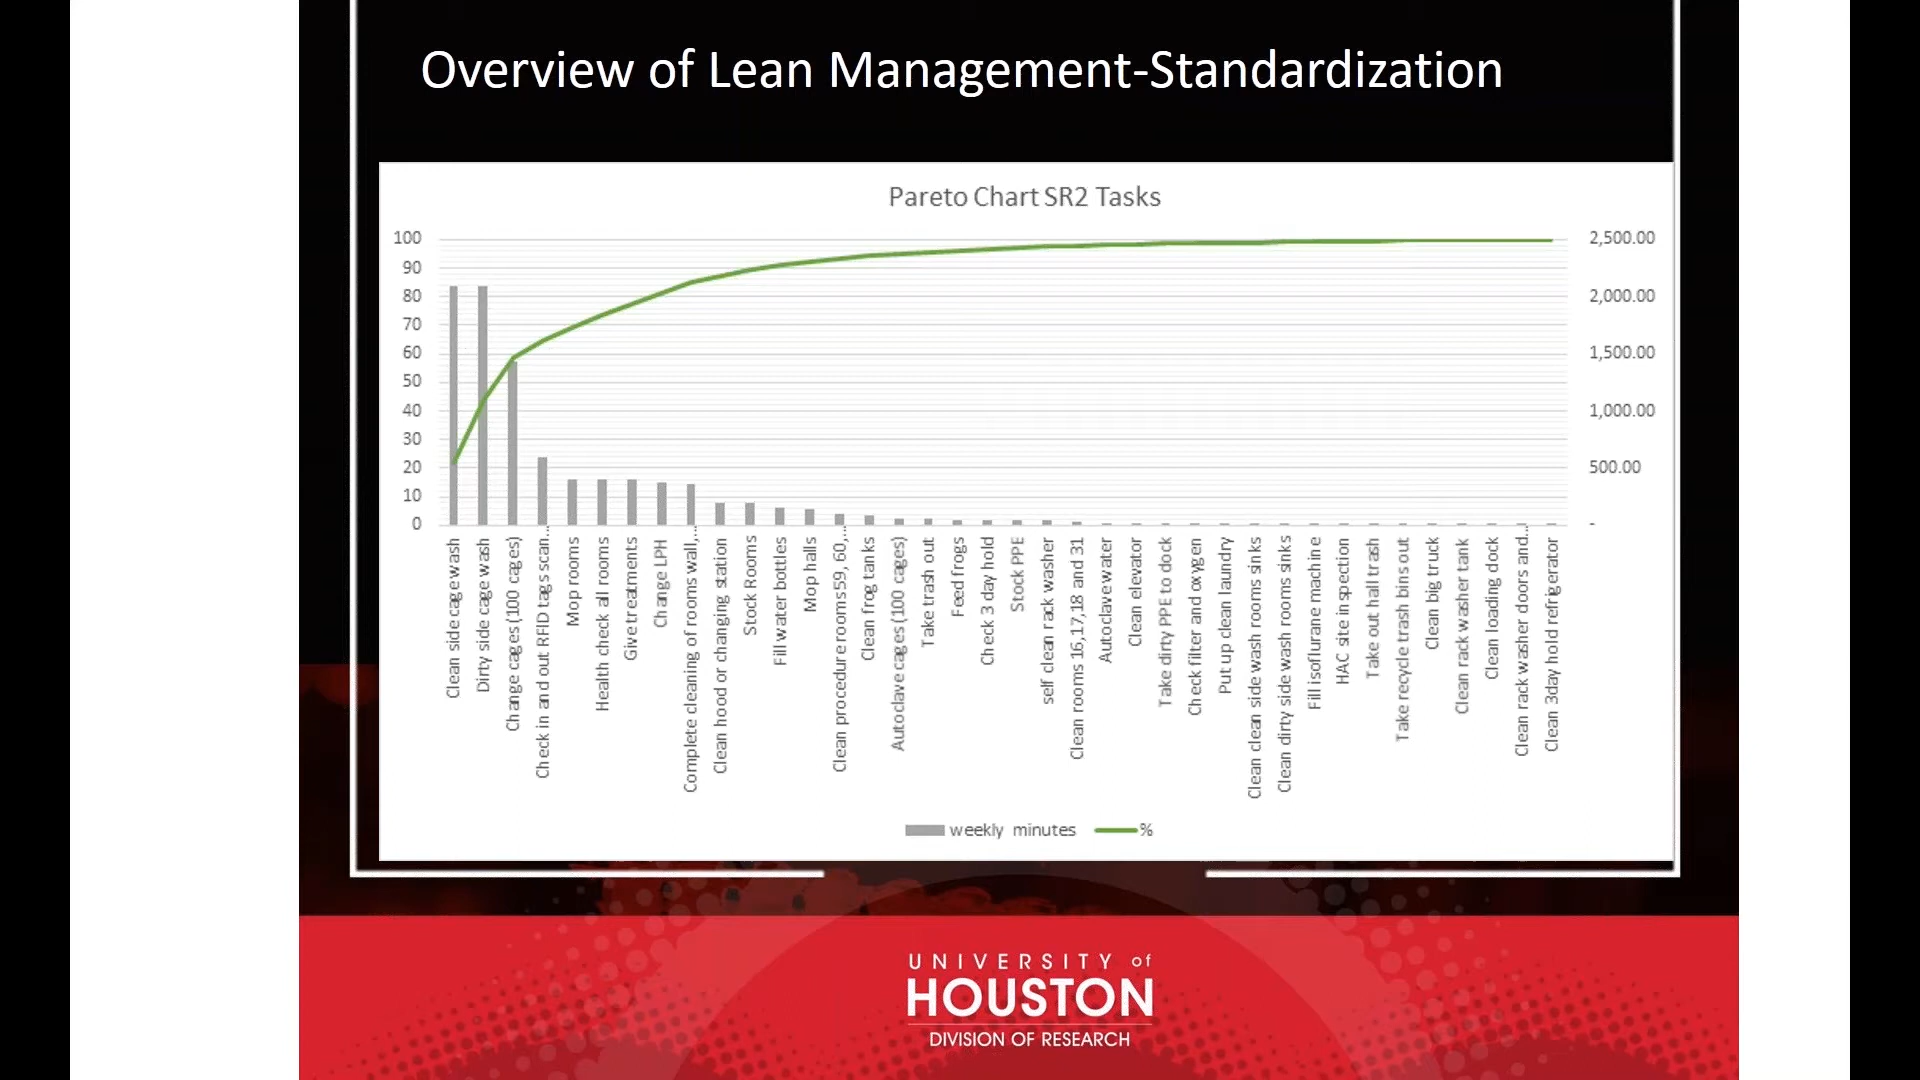 Overview of Lean Management-Standardization
Pareto Chart SR2 Tasks
100
90
80
70
60
50
40
30
20
10
0
2,500.00
2,000.00
1,500.00
1,000.00
500.00
-
Clean side cage wash
Dirty side cage wash
Change cages (100 cages)
Check in and out RFID tags scan...
Mop rooms
Health check all rooms
Give treatments
Change LPH
Complete cleaning of rooms wall,...
Clean hood or changing station
Stock Rooms
Fill water bottles
Mop halls
Clean procedure rooms 59, 60,...
Clean frog tanks
Autoclave cages (100 cages)
Take trash out
Feed frogs
Check 3 day hold
Stock PPE
self clean rack washer
Clean rooms 16,17,18 and 31
Autoclave water
Clean elevator
Take dirty PPE to dock
Check filter and oxygen
Put up clean laundry
Clean clean side wash rooms sinks
Clean dirty side wash rooms sinks
Fill isoflurane machine
HAC site inspection
Take out hall trash
Take recycle trash bins out
Clean big truck
Clean rack washer tank
Clean loading dock
Clean rack washer doors and...
Clean 3day hold refrigerator
weekly minutes
%
UNIVERSITY of
HOUSTON
DIVISION OF RESEARCH